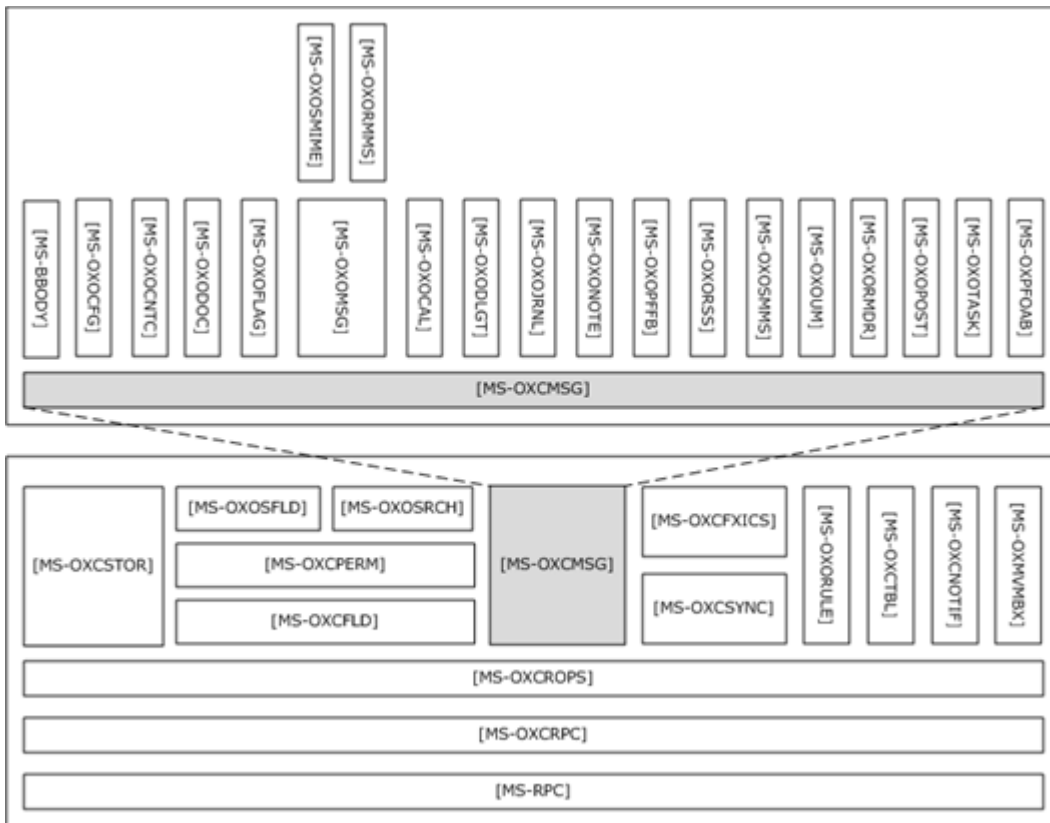 [MS-OXOSMIME]
[MS-OXORMMS]
[MS-BBODY]
[MS-OXOCFG]
[MS-OXOCNTC]
[MS-OXODOC]
[MS-OXOFLAG]
[MS-OXOMSG]
[MS-OXOCAL]
[MS-OXODLGT]
[MS-OXOJRNL]
[MS-OXONOTE]
[MS-OXOPFFB]
[MS-OXORSS]
[MS-OXOSMMS]
[MS-OXOUM]
[MS-OXORMDR]
[MS-OXOPOST]
[MS-OXOTASK]
[MS-OXPFOAB]
[MS-OXCMSG]
[MS-OXCSTOR]
[MS-OXOSFLD]
[MS-OXOSRCH]
[MS-OXCPERM]
[MS-OXCFLD]
[MS-OXCMSG]
[MS-OXCFXICS]
[MS-OXCSYNC]
[MS-OXORULE]
[MS-OXCTBL]
[MS-OXCNOTIF]
[MS-OXMVMBX]
[MS-OXCROPS]
[MS-OXCRPC]
[MS-RPC]